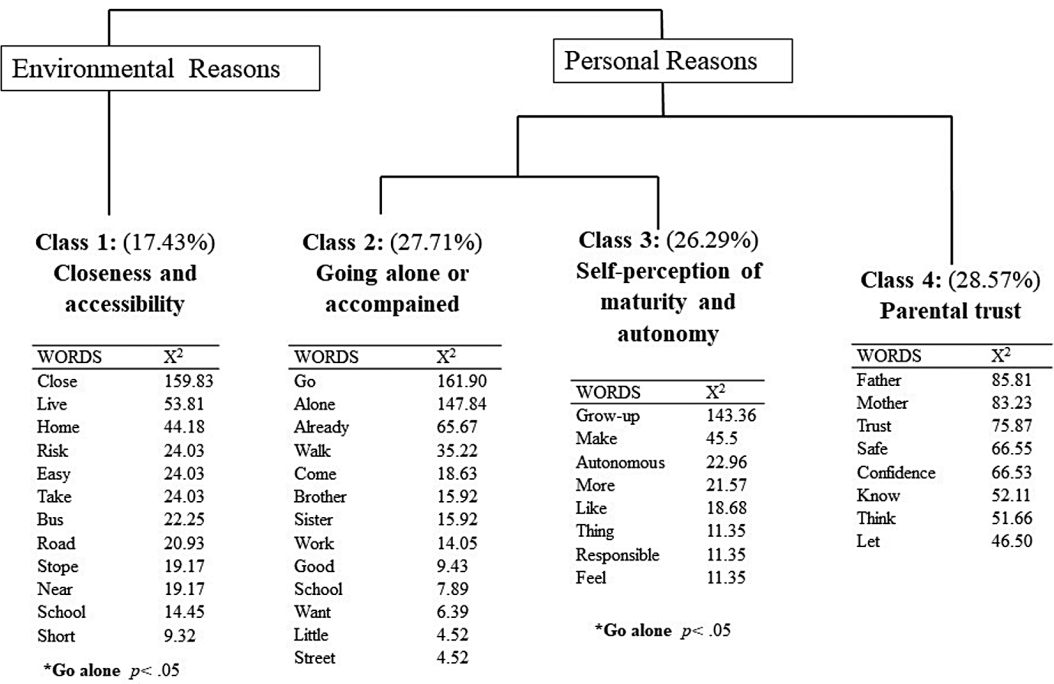 Environmental Reasons
Personal Reasons
Class 1: (17.43%)
Closeness and
accessibility
WORDS X²
Close 159.83
Live 53.81
Home 44.18
Risk 24.03
Easy 24.03
Take 24.03
Bus 22.25
Road 20.93
Stope 19.17
Near 19.17
School 14.45
Short 9.32
*Go alone p< .05
Class 2: (27.71%)
Going alone or
accompained
WORDS X²
Go 161.90
Alone 147.84
Already 65.67
Walk 35.22
Come 18.63
Brother 15.92
Sister 15.92
Work 14.05
Good 9.43
School 7.89
Want 6.39
Little 4.52
Street 4.52
Class 3: (26.29%)
Self-perception of
maturity and
autonomy
WORDS X²
Grow-up 143.36
Make 45.5
Autonomous 22.96
More 21.57
Like 18.68
Thing 11.35
Responsible 11.35
Feel 11.35
*Go alone p< .05
Class 4: (28.57%)
Parental trust
WORDS X²
Father 85.81
Mother 83.23
Trust 75.87
Safe 66.55
Confidence 66.53
Know 52.11
Think 51.66
Let 46.50